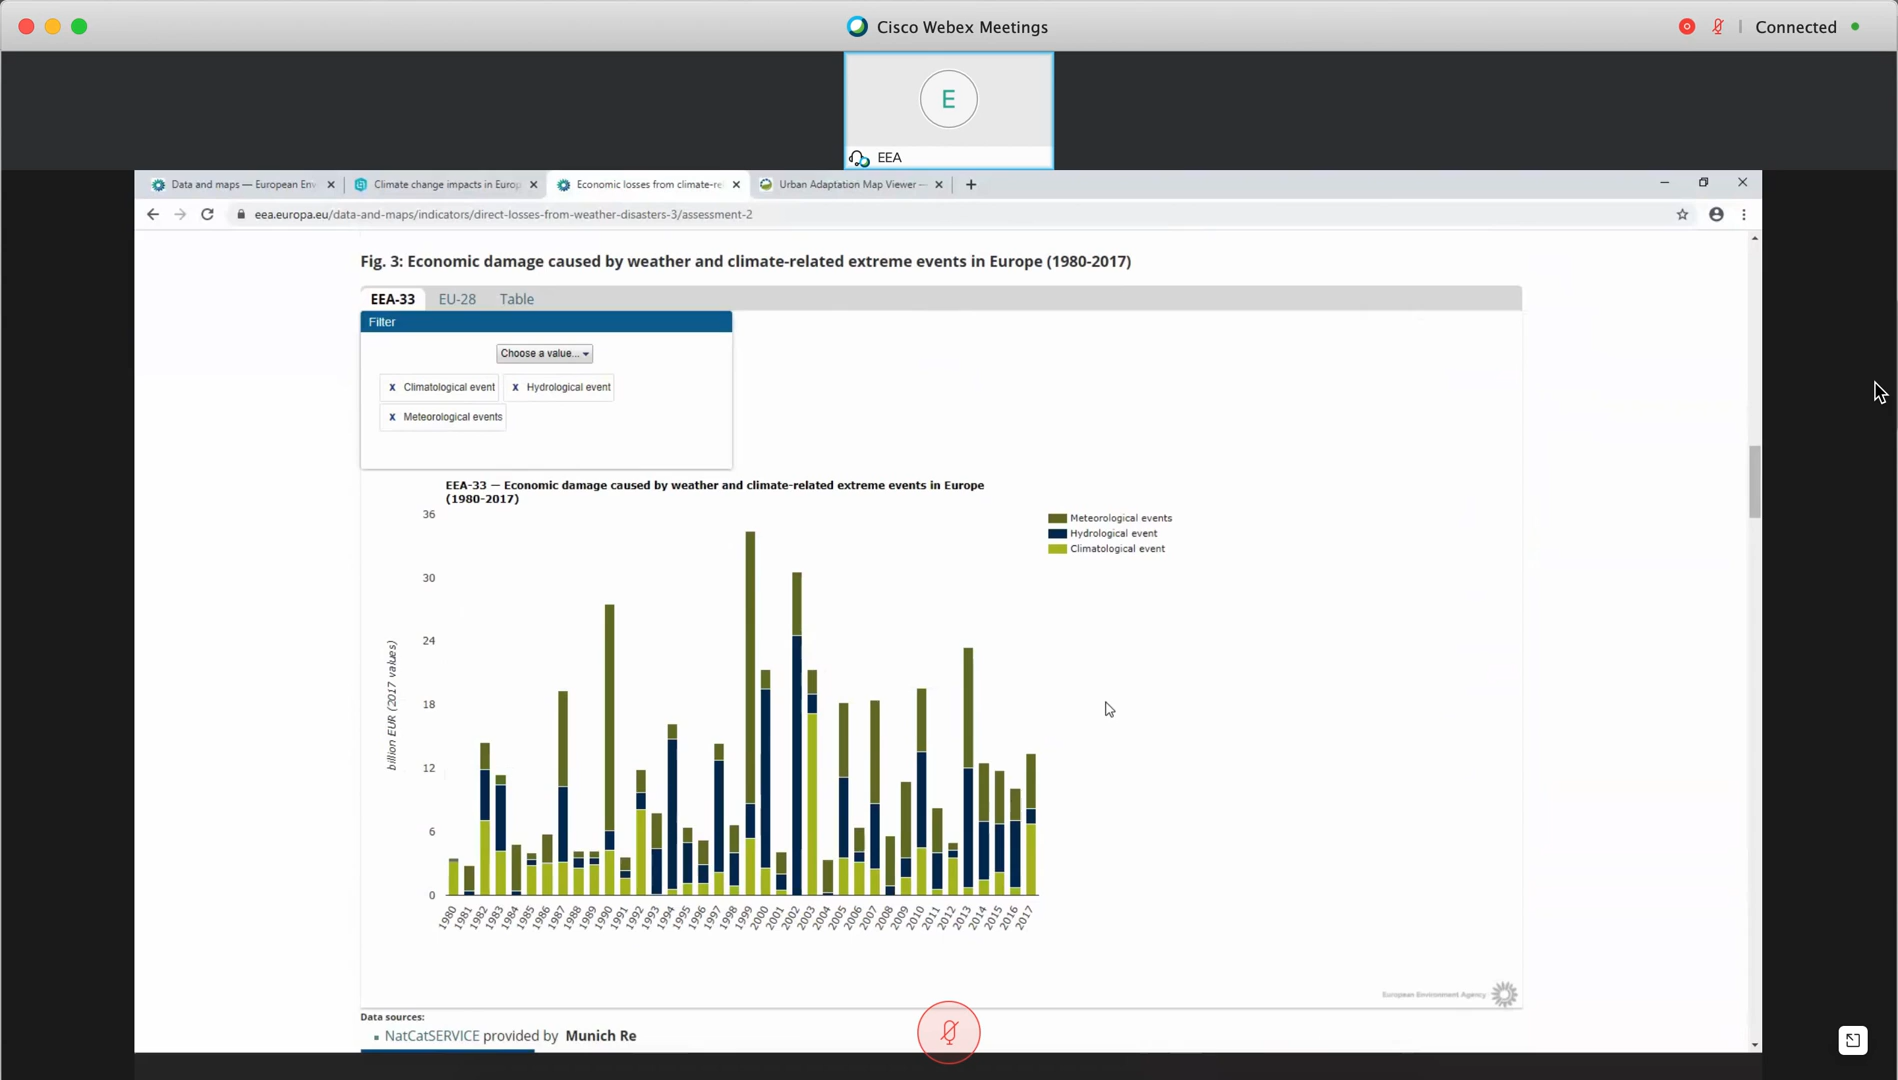 Cisco Webex Meetings
Connected
E
EEA
Data and maps — European Env
Climate change impacts in Europ
Economic losses from climate-re
Urban Adaptation Map Viewer —
eea.europa.eu/data-and-maps/indicators/direct-losses-from-weather-disasters-3/assessment-2
Fig. 3: Economic damage caused by weather and climate-related extreme events in Europe (1980-2017)
EEA-33 EU-28 Table
Filter
Choose a value...
x Climatological event x Hydrological event
x Meteorological events
EEA-33 — Economic damage caused by weather and climate-related extreme events in Europe
(1980-2017)
Meteorological events
Hydrological event
Climatological event
billion EUR (2017 values)
36
30
24
18
12
6
0
1980 1981 1982 1983 1984 1985 1986 1987 1988 1989 1990 1991 1992 1993 1994 1995 1996 1997 1998 1999 2000 2001 2002 2003 2004 2005 2006 2007 2008 2009 2010 2011 2012 2013 2014 2015 2016 2017
European Environment Agency
Data sources:
NatCatSERVICE provided by Munich Re